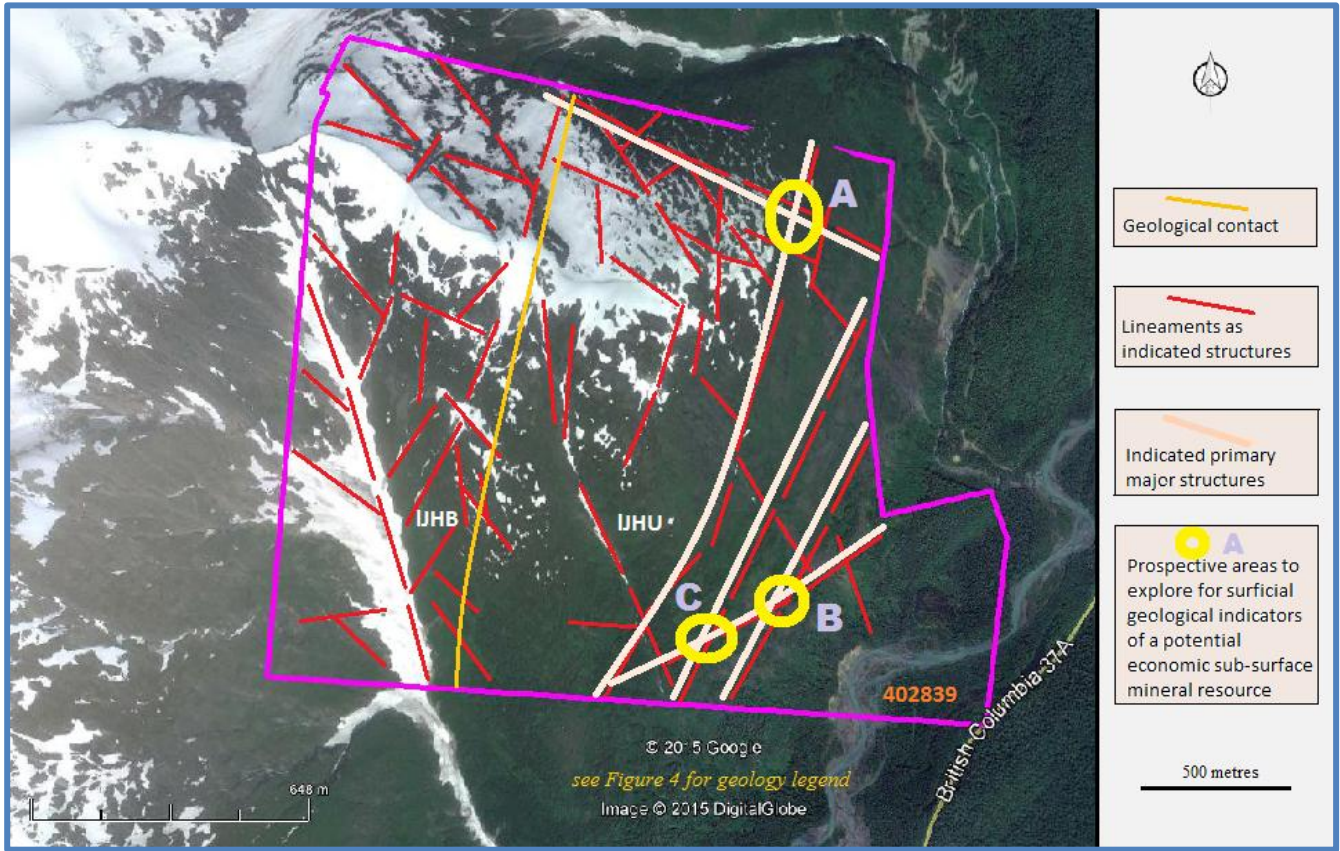 A
IJHB
IJHU
C
B
402839
British Columbia 37A
© 2015 Google
see Figure 4 for geology legend
Image © 2015 DigitalGlobe
648 m
Geological contact
Lineaments as
indicated structures
Indicated primary
major structures
A
Prospective areas to
explore for surficial
geological indicators
of a potential
economic sub-surface
mineral resource
500 metres